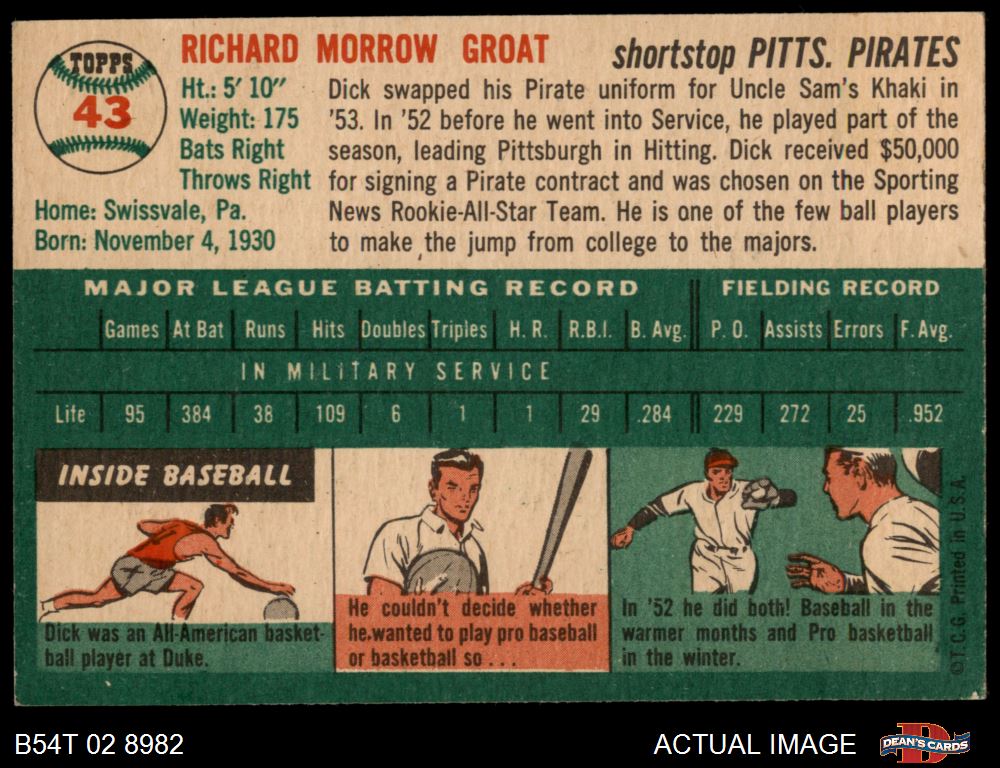 TOPPS
43
RICHARD MORROW GROAT
shortstop PITTS. PIRATES
Ht.: 5' 10"
Weight: 175
Bats Right
Throws Right
Home: Swissvale, Pa.
Born: November 4, 1930
Dick swapped his Pirate uniform for Uncle Sam's Khaki in
'53. In '52 before he went into Service, he played part of the
season, leading Pittsburgh in Hitting. Dick received $50,000
for signing a Pirate contract and was chosen on the Sporting
News Rookie-All-Star Team. He is one of the few ball players
to make the jump from college to the majors.
MAJOR LEAGUE BATTING RECORD FIELDING RECORD
Games At Bat Runs Hits Doubles Triples H. R. R.B.I. B. Avg. P. O. Assists Errors F. Avg.
IN MILITARY SERVICE
Life 95 384 38 109 6 1 1 29 .284 229 272 25 .952
INSIDE BASEBALL
Dick was an All-American basket-
ball player at Duke.
He couldn't decide whether
he wanted to play pro baseball
or basketball so . . .
In '52 he did both! Baseball in the
warmer months and Pro basketball
in the winter.
© T. C. G. Printed in U. S. A.
B54T 02 8982
ACTUAL IMAGE
D
DEAN'S CARDS